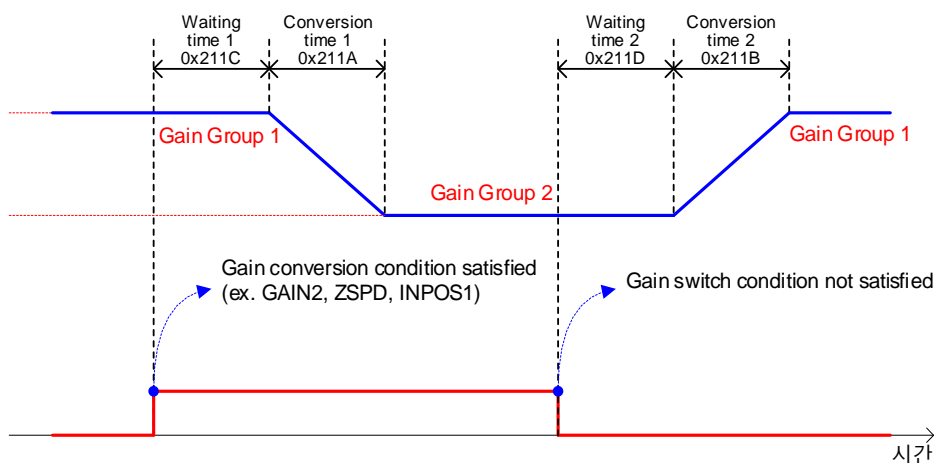 Waiting
time 1
0x211C
Conversion
time 1
0x211A
Waiting
time 2
0x211D
Conversion
time 2
0x211B
Gain Group 1
Gain Group 1
Gain Group 2
Gain conversion condition satisfied
(ex. GAIN2, ZSPD, INPOS1)
Gain switch condition not satisfied
시간